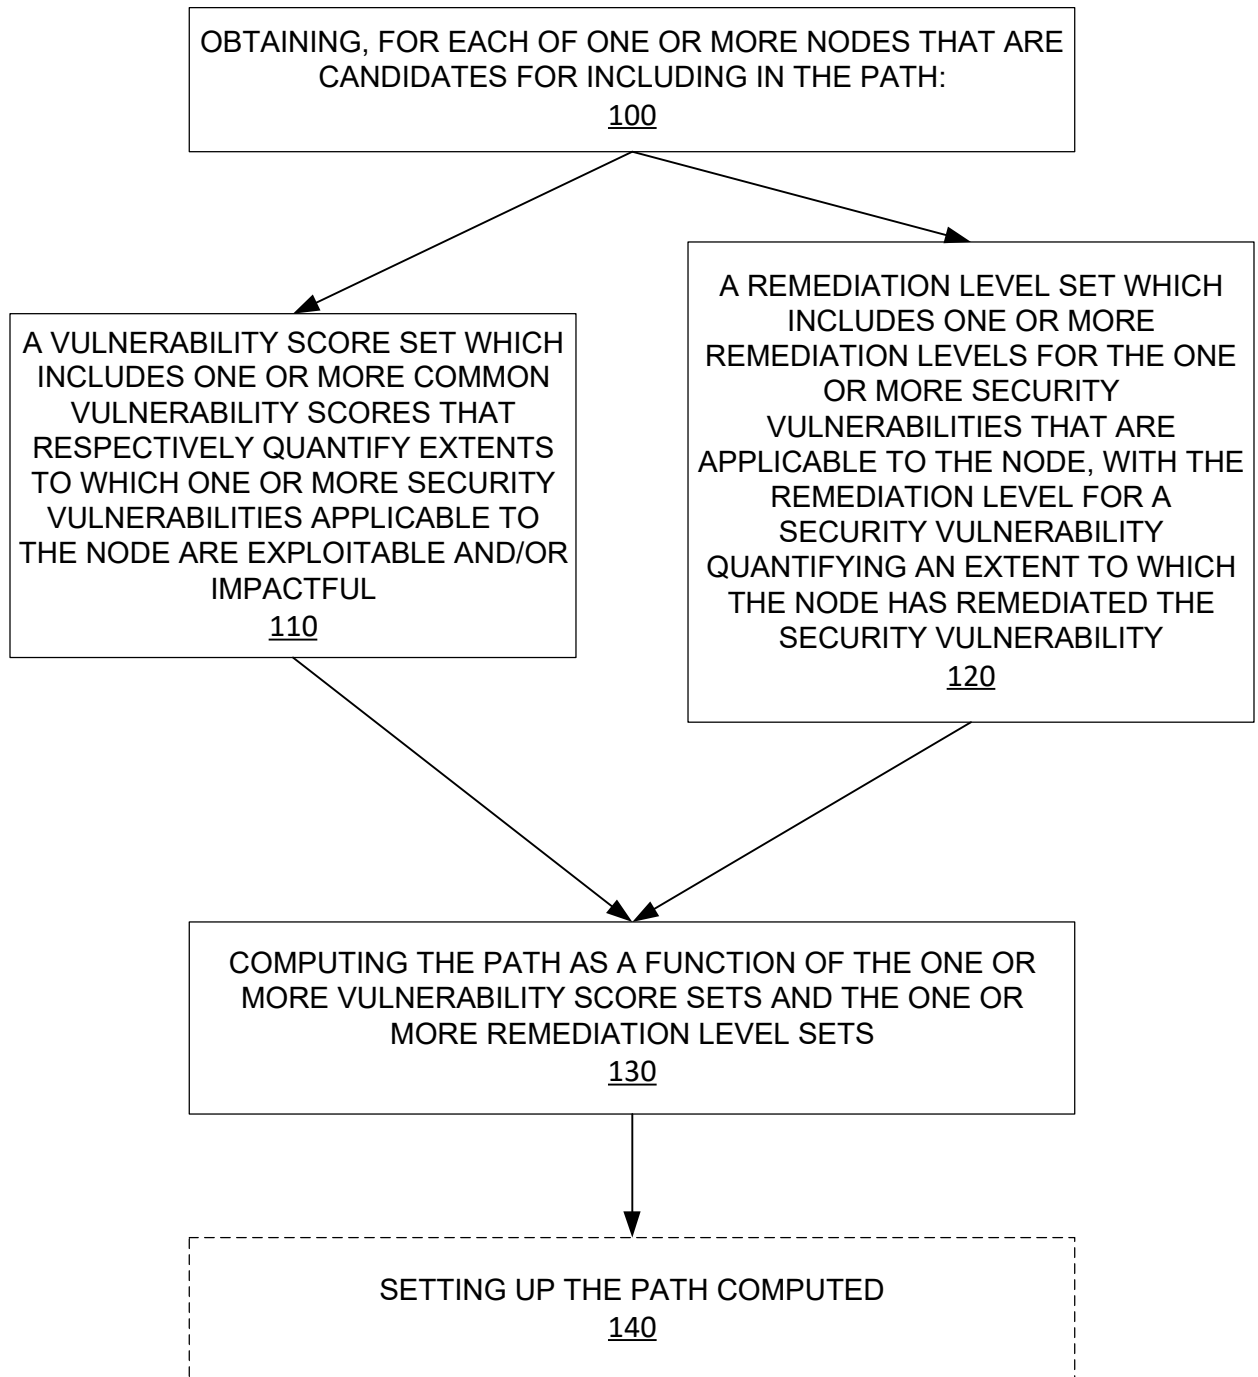 OBTAINING, FOR EACH OF ONE OR MORE NODES THAT ARE
CANDIDATES FOR INCLUDING IN THE PATH:
100
A VULNERABILITY SCORE SET WHICH
INCLUDES ONE OR MORE COMMON
VULNERABILITY SCORES THAT
RESPECTIVELY QUANTIFY EXTENTS
TO WHICH ONE OR MORE SECURITY
VULNERABILITIES APPLICABLE TO
THE NODE ARE EXPLOITABLE AND/OR
IMPACTFUL
110
A REMEDIATION LEVEL SET WHICH
INCLUDES ONE OR MORE
REMEDIATION LEVELS FOR THE ONE
OR MORE SECURITY
VULNERABILITIES THAT ARE
APPLICABLE TO THE NODE, WITH THE
REMEDIATION LEVEL FOR A
SECURITY VULNERABILITY
QUANTIFYING AN EXTENT TO WHICH
THE NODE HAS REMEDIATED THE
SECURITY VULNERABILITY
120
COMPUTING THE PATH AS A FUNCTION OF THE ONE OR
MORE VULNERABILITY SCORE SETS AND THE ONE OR
MORE REMEDIATION LEVEL SETS
130
SETTING UP THE PATH COMPUTED
140